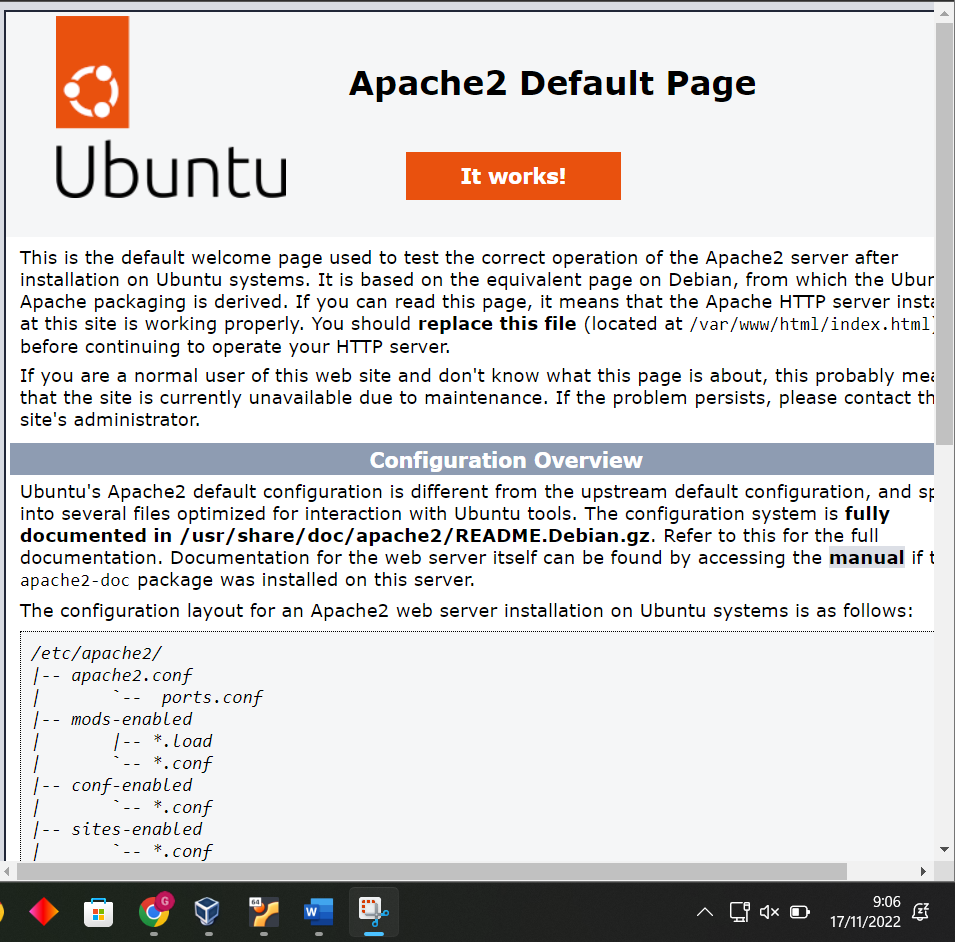 Ubuntu
Apache2 Default Page
It works!
This is the default welcome page used to test the correct operation of the Apache2 server after
installation on Ubuntu systems. It is based on the equivalent page on Debian, from which the
Apache packaging is derived. If you can read this page, it means that the Apache HTTP server
at this site is working properly. You should replace this file (located at /var/www/html/index.html)
before continuing to operate your HTTP server.
If you are a normal user of this web site and don't know what this page is about, this probably
that the site is currently unavailable due to maintenance. If the problem persists, please contact
site's administrator.
Configuration Overview
Ubuntu's Apache2 default configuration is different from the upstream default configuration, and
into several files optimized for interaction with Ubuntu tools. The configuration system is fully
documented in /usr/share/doc/apache2/README.Debian.gz. Refer to this for the full
documentation. Documentation for the web server itself can be found by accessing the manual if
apache2-doc package was installed on this server.
The configuration layout for an Apache2 web server installation on Ubuntu systems is as follows:
/etc/apache2/
|-- apache2.conf
|       `--  ports.conf
|-- mods-enabled
|       |-- *.load
|       `-- *.conf
|-- conf-enabled
|       `-- *.conf
|-- sites-enabled
|       `-- *.conf
G
64
W
9:06
17/11/2022